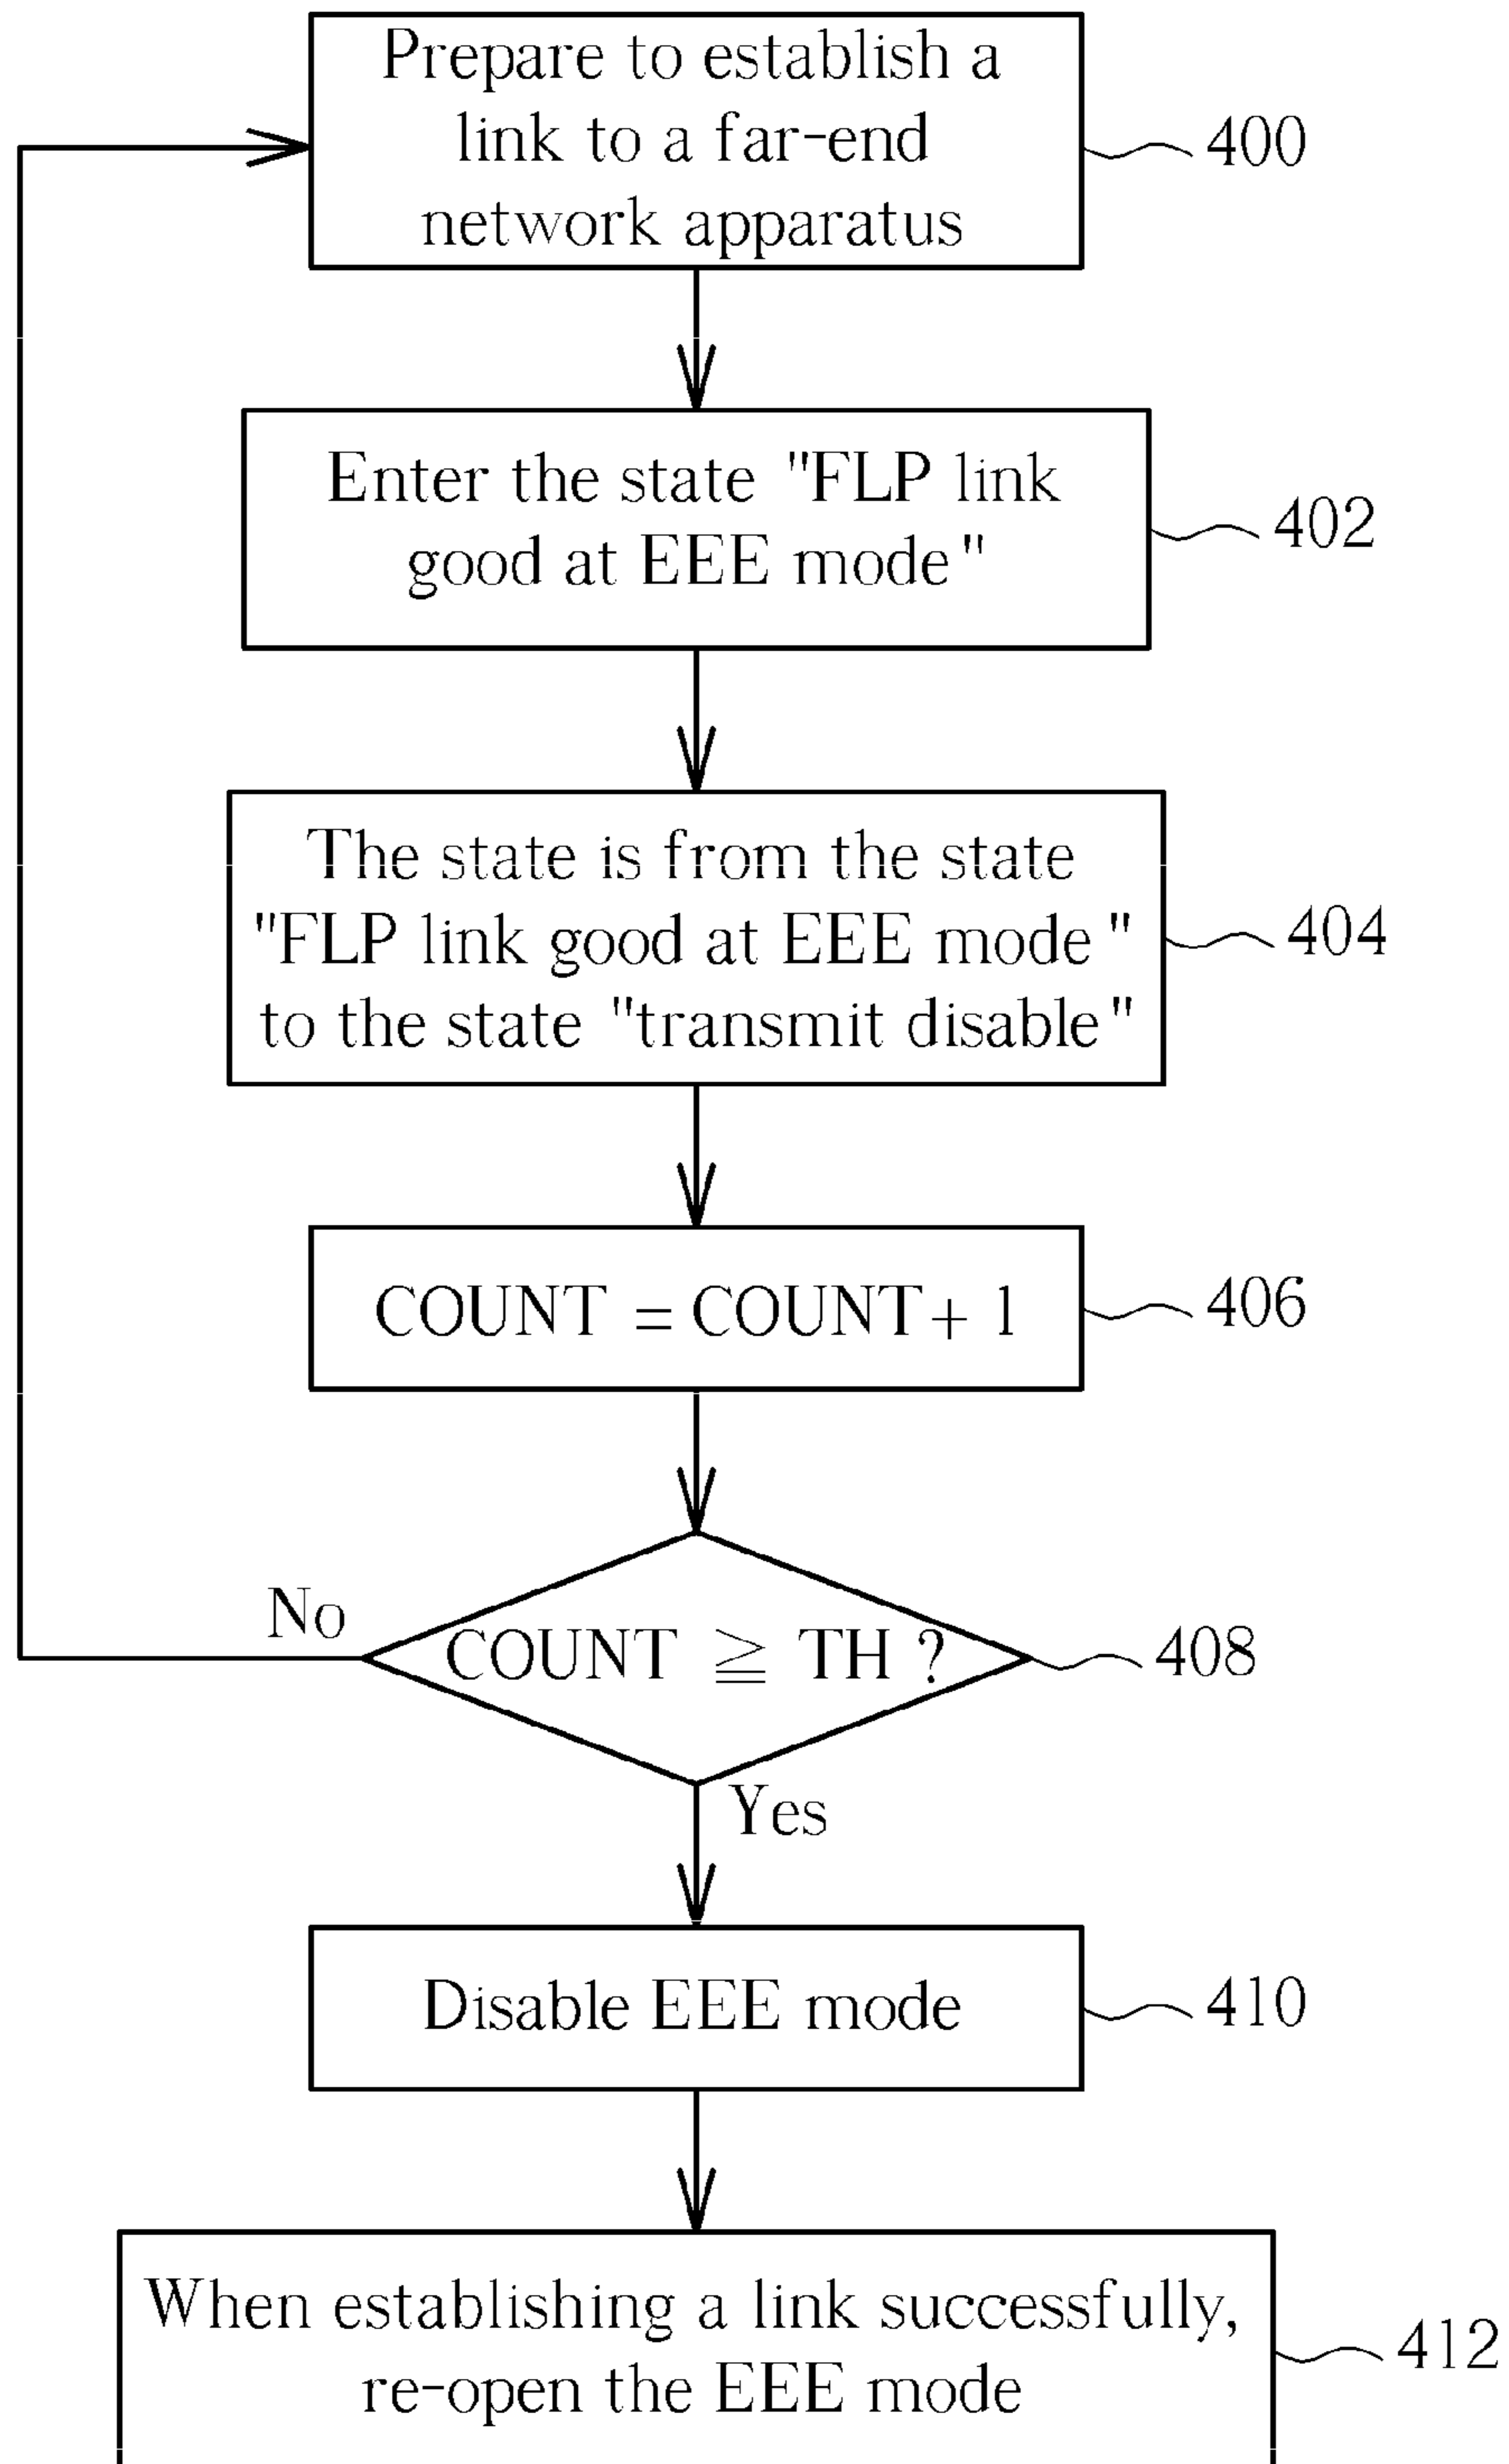 Prepare to establish a
link to a far-end
network apparatus
400
Enter the state "FLP link
good at EEE mode"
402
The state is from the state
"FLP link good at EEE mode"
to the state "transmit disable"
404
COUNT = COUNT + 1
406
No
COUNT ≧ TH ?
408
Yes
Disable EEE mode
410
When establishing a link successfully,
re-open the EEE mode
412